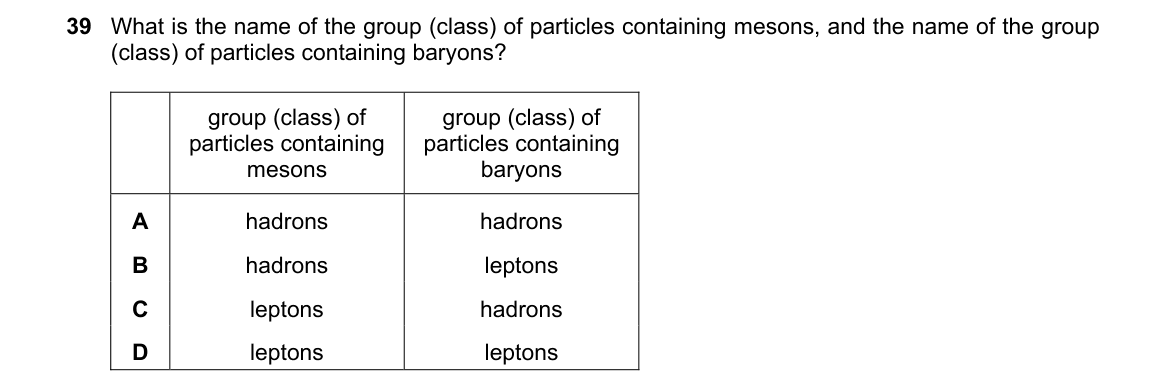 39 What is the name of the group (class) of particles containing mesons, and the name of the group
(class) of particles containing baryons?
group (class) of particles containing mesons
group (class) of particles containing baryons
A hadrons hadrons
B hadrons leptons
C leptons hadrons
D leptons leptons